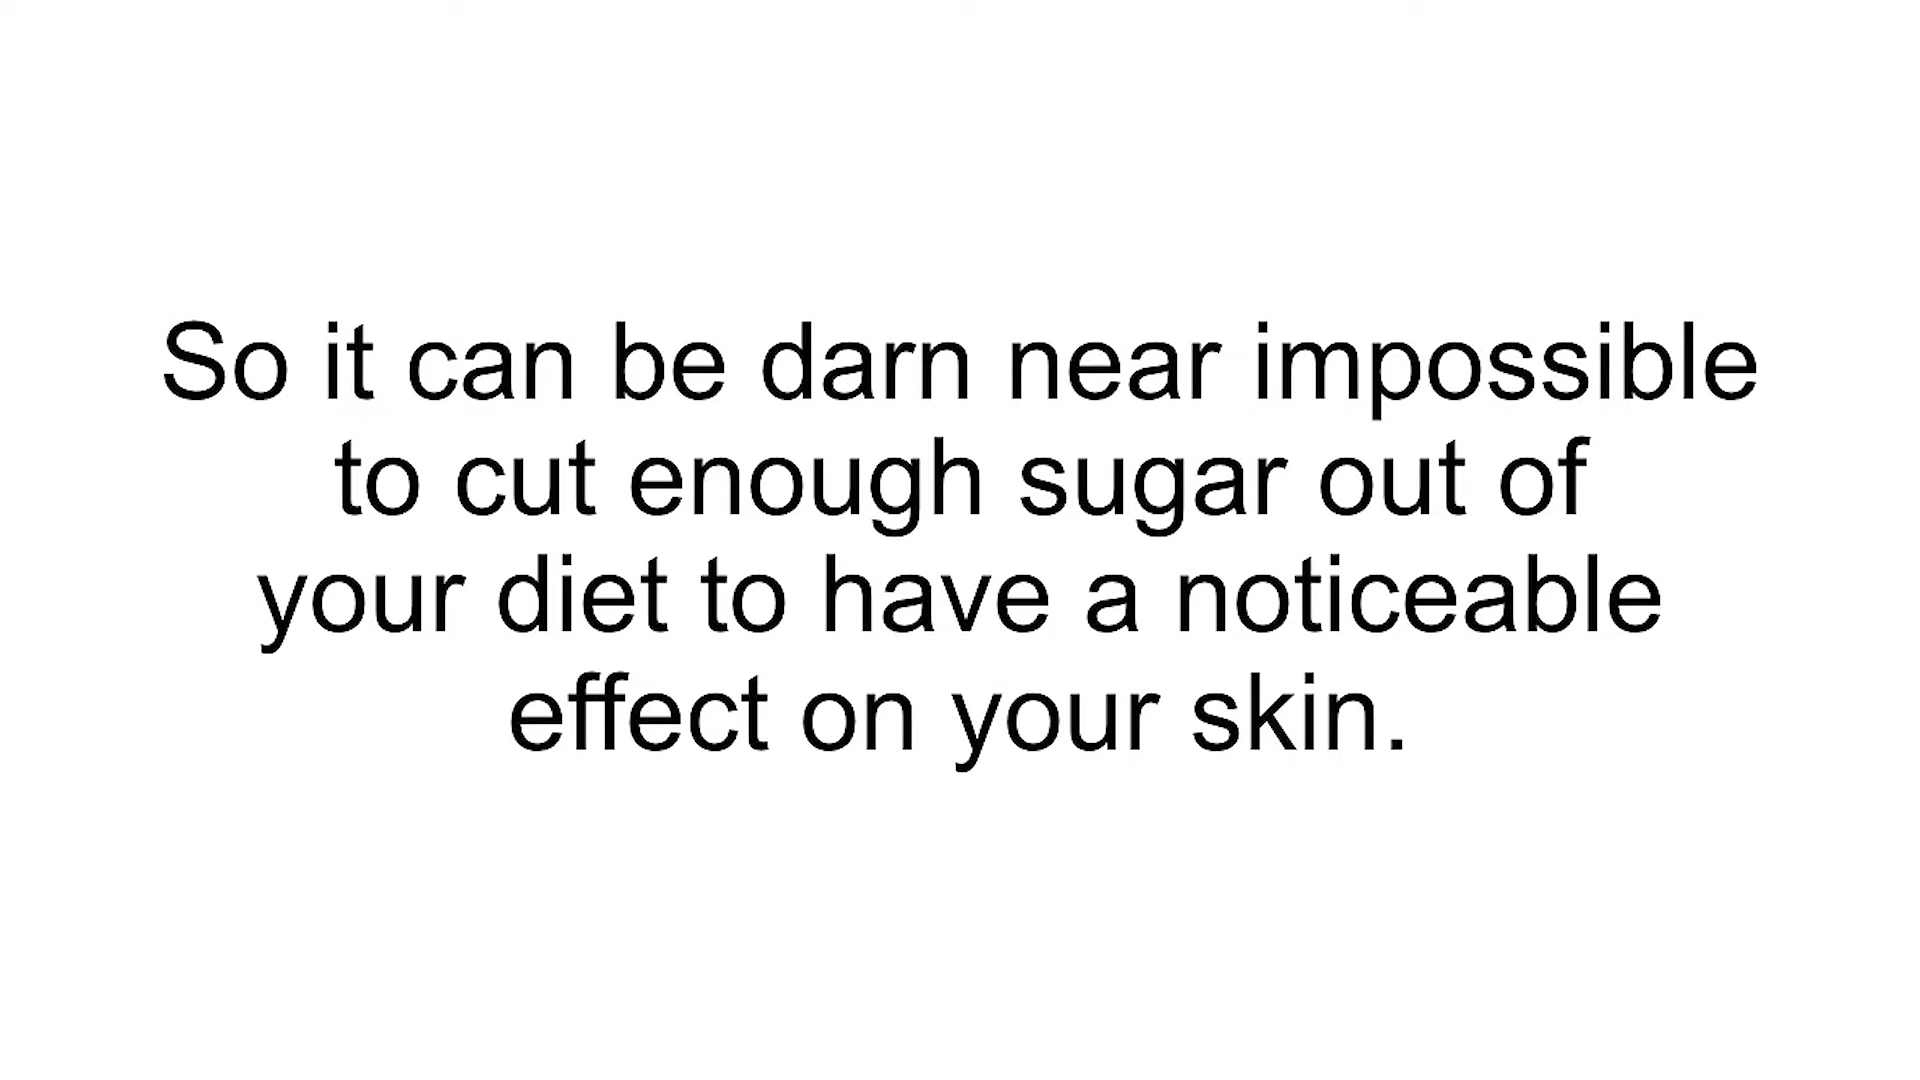 So it can be darn near impossible
to cut enough sugar out of
your diet to have a noticeable
effect on your skin.